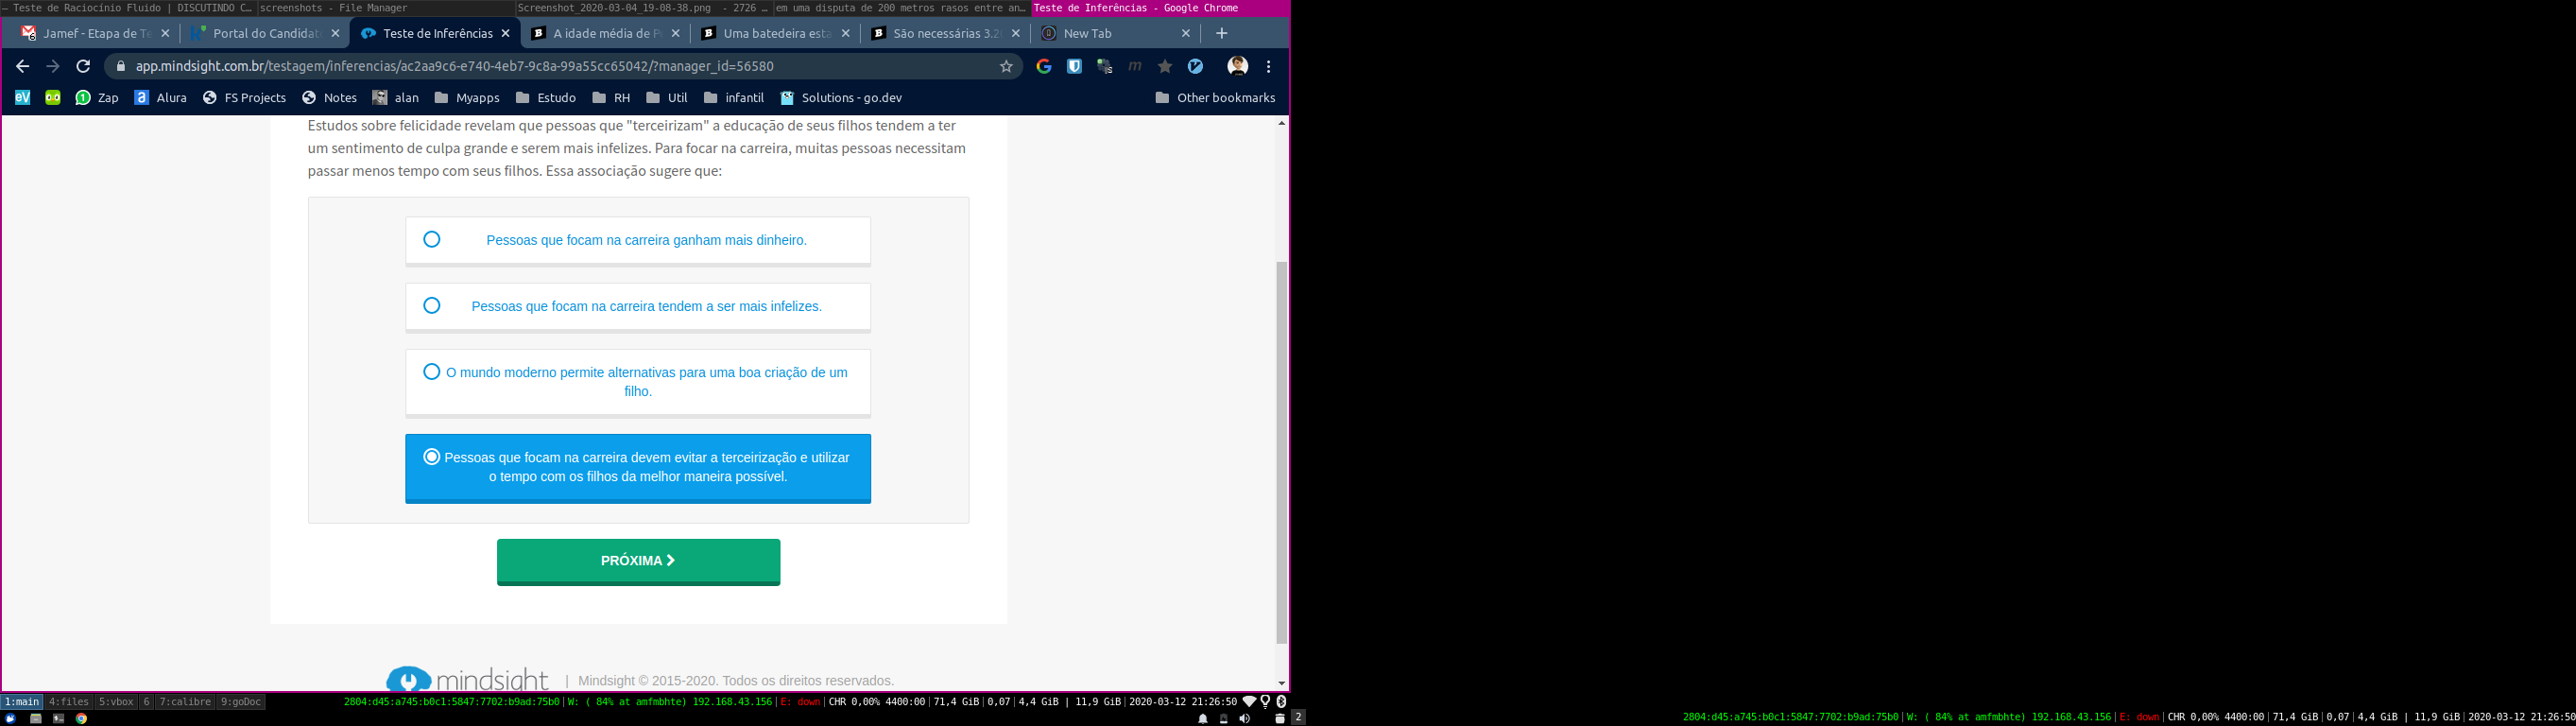 — Teste de Raciocínio Fluido | DISCUTINDO C…
screenshots - File Manager
Screenshot_2020-03-04_19-08-38.png - 2726 …
em uma disputa de 200 metros rasos entre an…
Teste de Inferências - Google Chrome
6 Jamef - Etapa de Te
Portal do Candidat
Teste de Inferências
A idade média de P
Uma batedeira esta
São necessárias 3.2
New Tab
app.mindsight.com.br/testagem/inferencias/ac2aa9c6-e740-4eb7-9c8a-99a55cc65042/?manager_id=56580
eV
1 Zap
a Alura
FS Projects
Notes
alan
Myapps
Estudo
RH
Util
infantil
Solutions - go.dev
Other bookmarks
Estudos sobre felicidade revelam que pessoas que "terceirizam" a educação de seus filhos tendem a ter
um sentimento de culpa grande e serem mais infelizes. Para focar na carreira, muitas pessoas necessitam
passar menos tempo com seus filhos. Essa associação sugere que:
Pessoas que focam na carreira ganham mais dinheiro.
Pessoas que focam na carreira tendem a ser mais infelizes.
O mundo moderno permite alternativas para uma boa criação de um
filho.
Pessoas que focam na carreira devem evitar a terceirização e utilizar
o tempo com os filhos da melhor maneira possível.
PRÓXIMA
mindsight | Mindsight © 2015-2020. Todos os direitos reservados.
1:main 4:files 5:vbox 6 7:calibre 9:goDoc
2804:d45:a745:b0c1:5847:7702:b9ad:75b0 | W: ( 84% at amfmbhte) 192.168.43.156 | E: down | CHR 0,00% 4400:00 | 71,4 GiB | 0,07 | 4,4 GiB | 11,9 GiB | 2020-03-12 21:26:50
2
2804:d45:a745:b0c1:5847:7702:b9ad:75b0 | W: ( 84% at amfmbhte) 192.168.43.156 | E: down | CHR 0,00% 4400:00 | 71,4 GiB | 0,07 | 4,4 GiB | 11,9 GiB | 2020-03-12 21:26:50